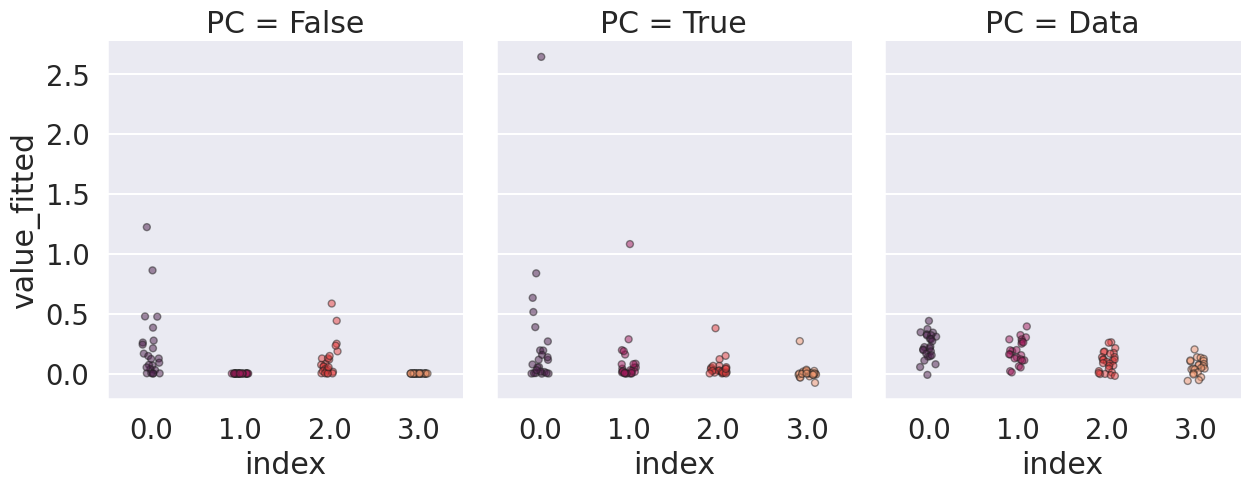 PC = False
PC = True
PC = Data
value_fitted
2.5
2.0
1.5
1.0
0.5
0.0
0.0 1.0 2.0 3.0
0.0 1.0 2.0 3.0
0.0 1.0 2.0 3.0
index
index
index